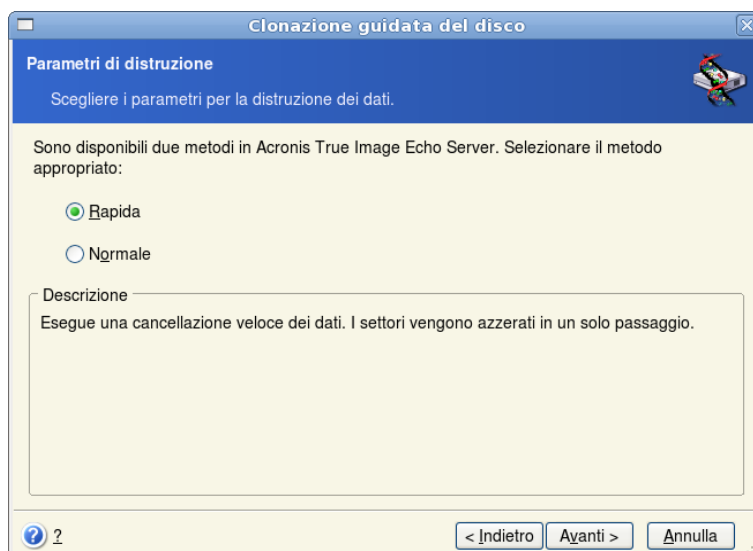 Clonazione guidata del disco
Parametri di distruzione
Scegliere i parametri per la distruzione dei dati.
Sono disponibili due metodi in Acronis True Image Echo Server. Selezionare il metodo
appropriato:
Rapida
Normale
Descrizione
Esegue una cancellazione veloce dei dati. I settori vengono azzerati in un solo passaggio.
? ?
< Indietro
Avanti >
Annulla